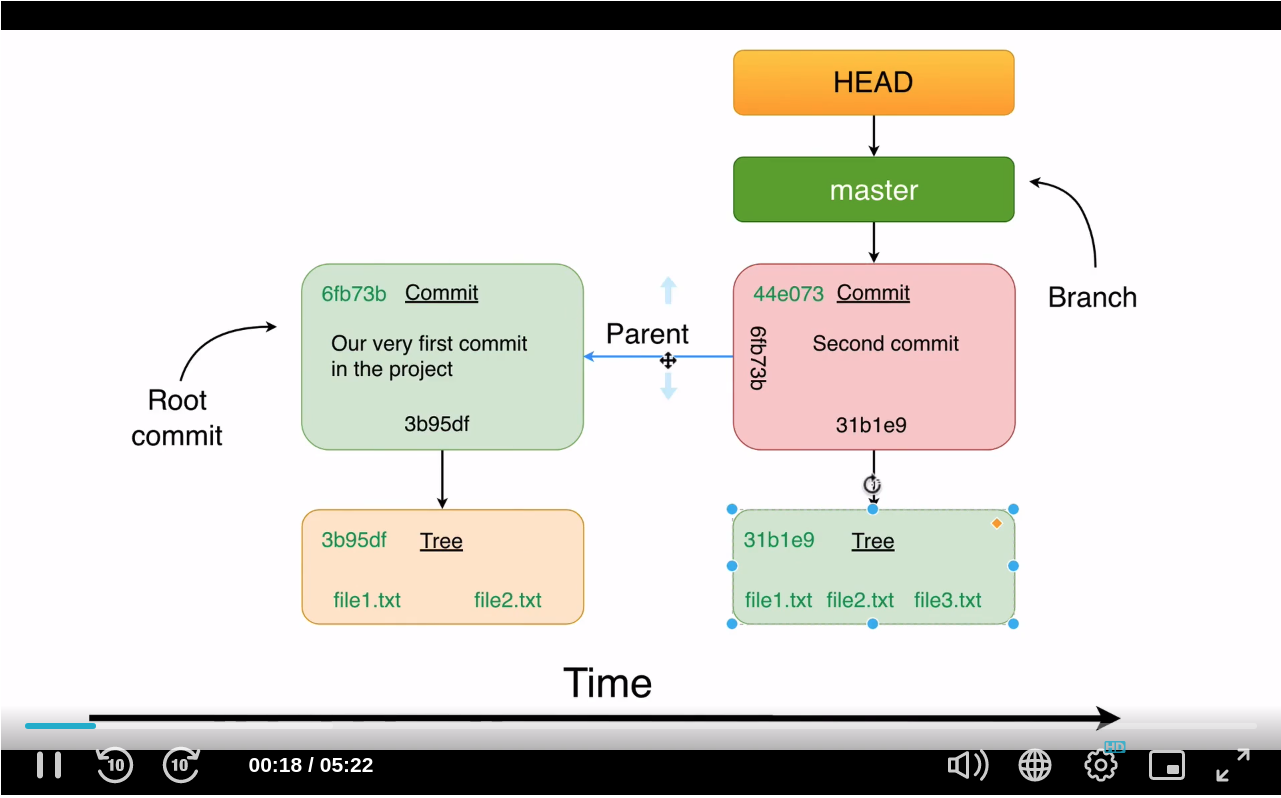 HEAD
master
6fb73b Commit
Our very first commit
in the project
3b95df
Parent
44e073 Commit
6fb73b
Second commit
31b1e9
Branch
Root
commit
3b95df Tree
file1.txt file2.txt
31b1e9 Tree
file1.txt file2.txt file3.txt
Time
10
10
00:18 / 05:22
HD